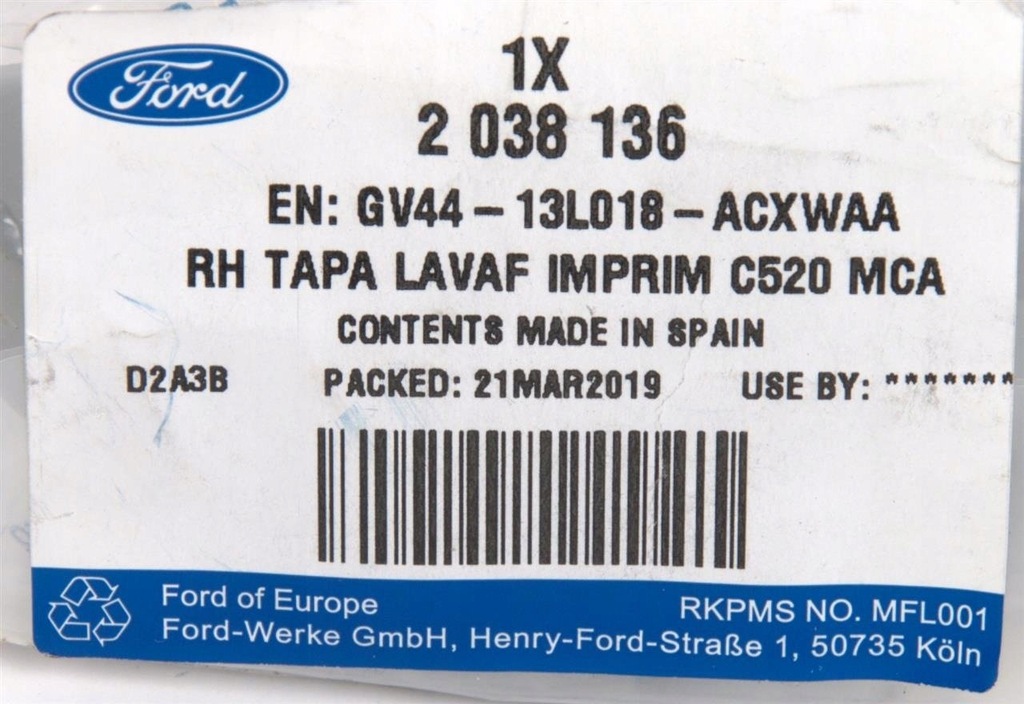 Ford
1X
2 038 136
EN: GV44-13L018-ACXWAA
RH TAPA LAVAF IMPRIM C520 MCA
CONTENTS MADE IN SPAIN
D2A3B PACKED: 21MAR2019 USE BY: *******
Ford of Europe RKPMS NO. MFL001
Ford-Werke GmbH, Henry-Ford-Straße 1, 50735 Köln